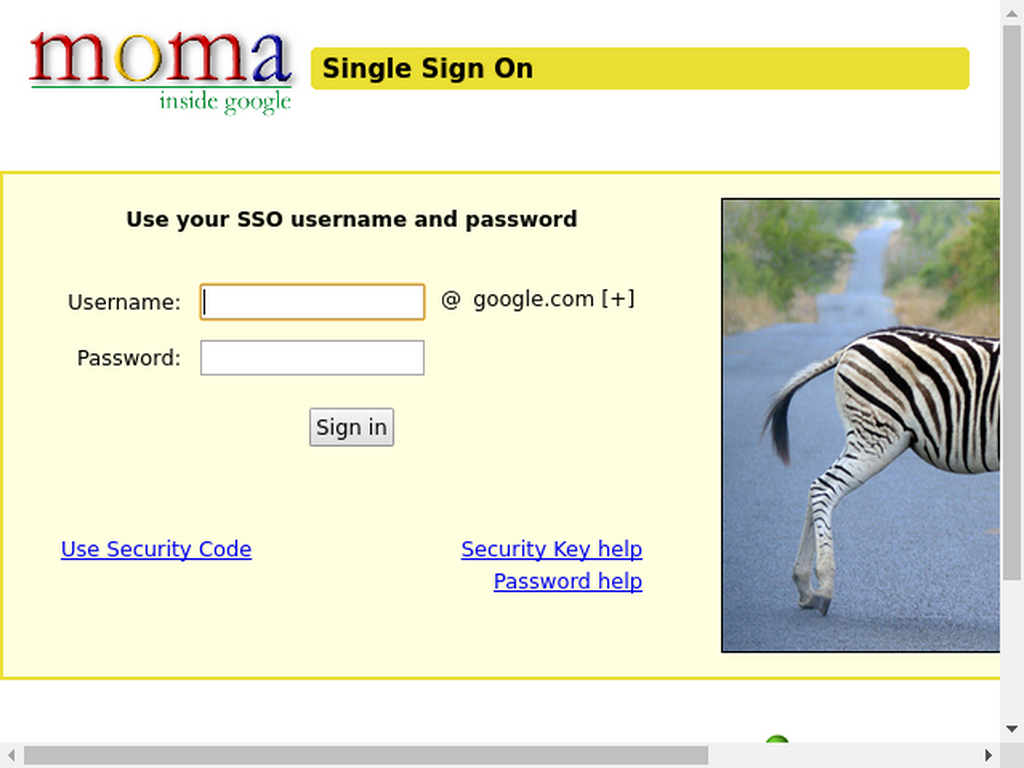 moma
inside google
Single Sign On
Use your SSO username and password
Username: @ google.com [+]
Password:
Sign in
Use Security Code
Security Key help
Password help